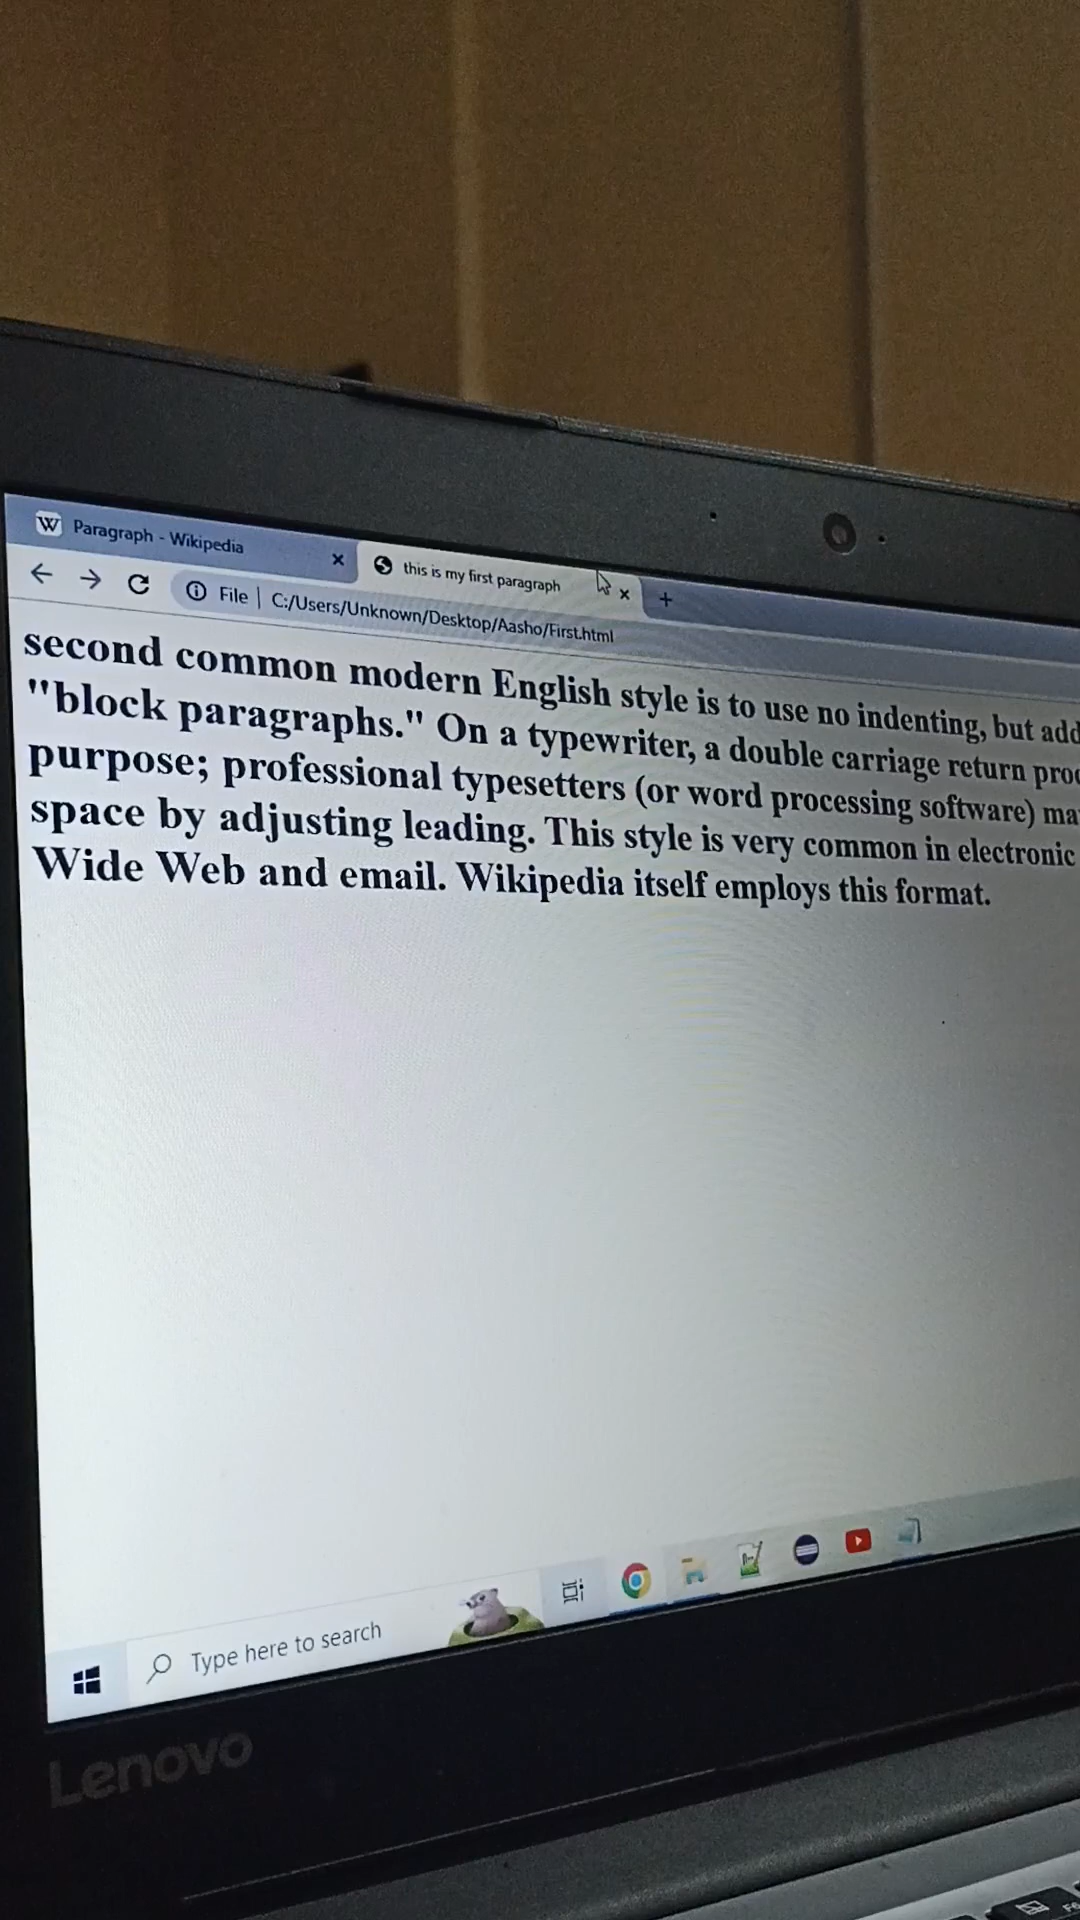 Paragraph - Wikipedia
this is my first paragraph
File | C:/Users/Unknown/Desktop/Aasho/First.html
second common modern English style is to use no indenting, but add
"block paragraphs." On a typewriter, a double carriage return
purpose; professional typesetters (or word processing software)
space by adjusting leading. This style is very common in electronic
Wide Web and email. Wikipedia itself employs this format.
Type here to search
Lenovo